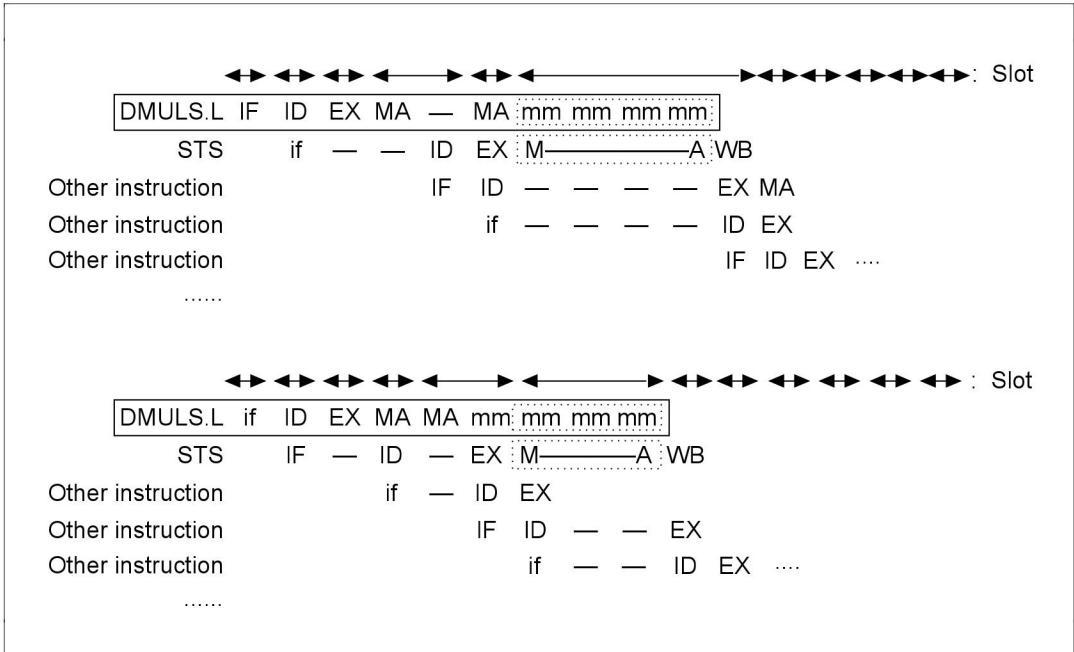 : Slot
DMULS.L IF ID EX MA — MA mm mm mm mm
STS if — — ID EX M———A WB
Other instruction IF ID — — — — EX MA
Other instruction if — — — — ID EX
Other instruction IF ID EX ····
······
: Slot
DMULS.L if ID EX MA MA mm mm mm mm
STS IF — ID — EX M———A WB
Other instruction if — ID EX
Other instruction IF ID — — EX
Other instruction if — — ID EX ····
······